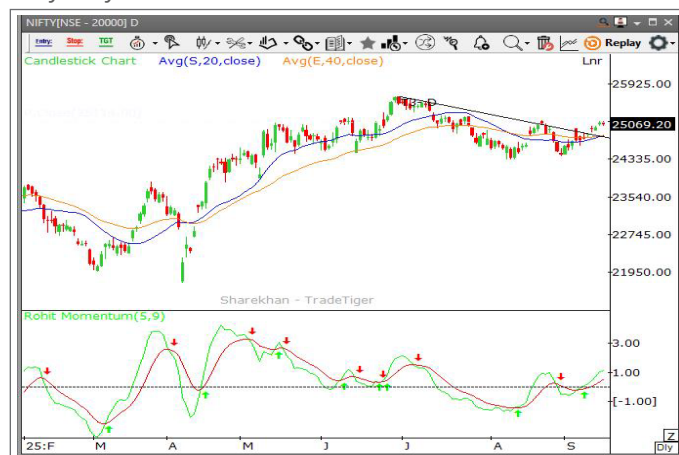 NIFTY[NSE - 20000] D
Entry: Stop: TGT Replay
Candlestick Chart Avg(S,20,close) Avg(E,40,close) Lnr
25925.00
25069.20
24335.00
23540.00
22745.00
21950.00
Sharekhan - TradeTiger
Rohit Momentum(5,9)
3.00
1.00
[-1.00]
25:F M A M J J A S
Z
Dly